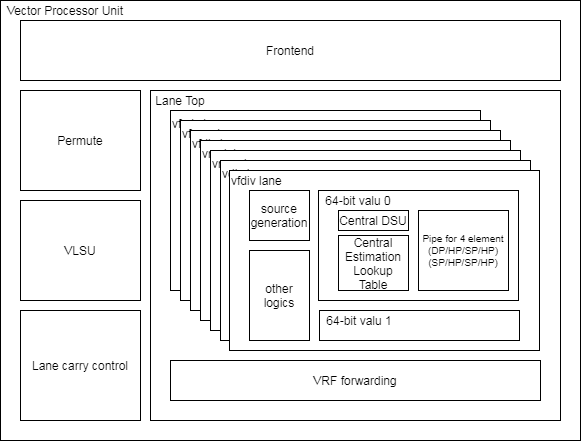 Vector Processor Unit
Frontend
Permute
VLSU
Lane carry control
Lane Top
vfdiv lane
source
generation
other
logics
64-bit valu 0
Central DSU
Central
Estimation
Lookup
Table
Pipe for 4 element
(DP/HP/SP/HP)
(SP/HP/SP/HP)
64-bit valu 1
VRF forwarding